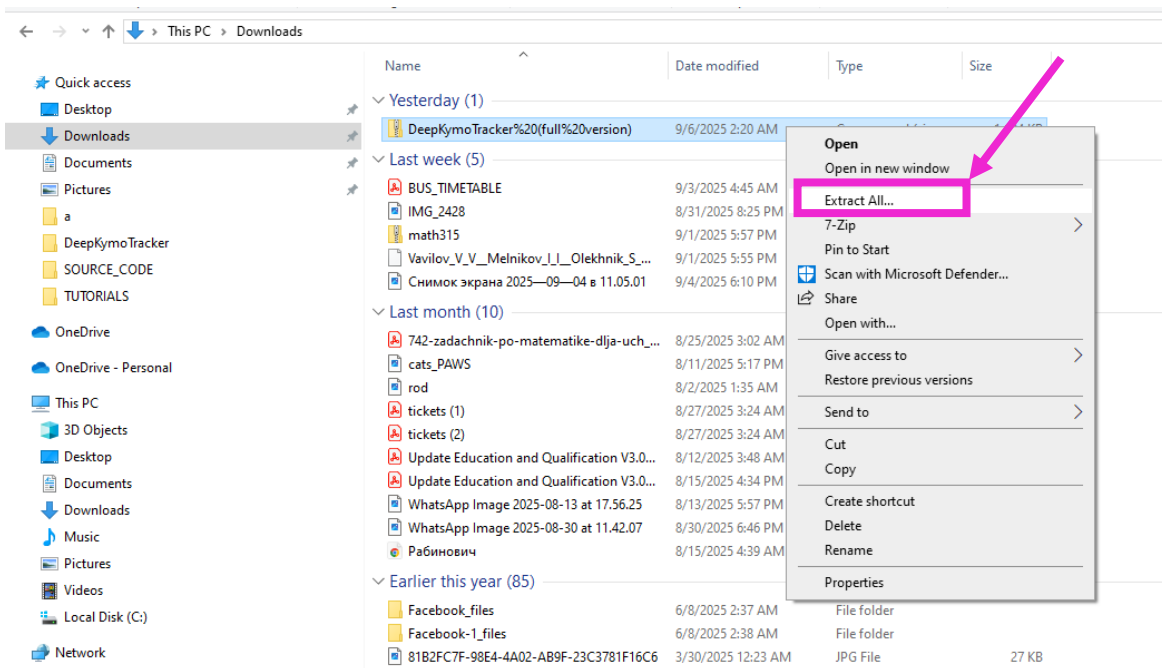 This PC > Downloads
Name Date modified Type Size
Quick access
Desktop
Downloads
Documents
Pictures
a
DeepKymoTracker
SOURCE_CODE
TUTORIALS
OneDrive
OneDrive - Personal
This PC
3D Objects
Desktop
Documents
Downloads
Music
Pictures
Videos
Local Disk (C:)
Network
Yesterday (1)
DeepKymoTracker%20(full%20version) 9/6/2025 2:20 AM
Last week (5)
BUS_TIMETABLE 9/3/2025 4:45 AM
IMG_2428 8/31/2025 8:25 PM
math315 9/1/2025 5:57 PM
Vavilov_V_V__Melnikov_I_I__Olekhnik_S_... 9/1/2025 5:55 PM
Снимок экрана 2025—09—04 в 11.05.01 9/4/2025 6:10 PM
Last month (10)
742-zadachnik-po-matematike-dlja-uch_... 8/25/2025 3:02 AM
cats_PAWS 8/11/2025 5:17 PM
rod 8/2/2025 1:35 AM
tickets (1) 8/27/2025 3:24 AM
tickets (2) 8/27/2025 3:24 AM
Update Education and Qualification V3.0... 8/12/2025 3:48 AM
Update Education and Qualification V3.0... 8/15/2025 4:34 PM
WhatsApp Image 2025-08-13 at 17.56.25 8/13/2025 5:57 PM
WhatsApp Image 2025-08-30 at 11.42.07 8/30/2025 6:46 PM
Рабинович 8/15/2025 4:39 AM
Earlier this year (85)
Facebook_files 6/8/2025 2:37 AM File folder
Facebook-1_files 6/8/2025 2:38 AM File folder
81B2FC7F-98E4-4A02-AB9F-23C3781F16C6 3/30/2025 12:23 AM JPG File 27 KB
Open
Open in new window
Extract All...
7-Zip
Pin to Start
Scan with Microsoft Defender...
Share
Open with...
Give access to
Restore previous versions
Send to
Cut
Copy
Create shortcut
Delete
Rename
Properties